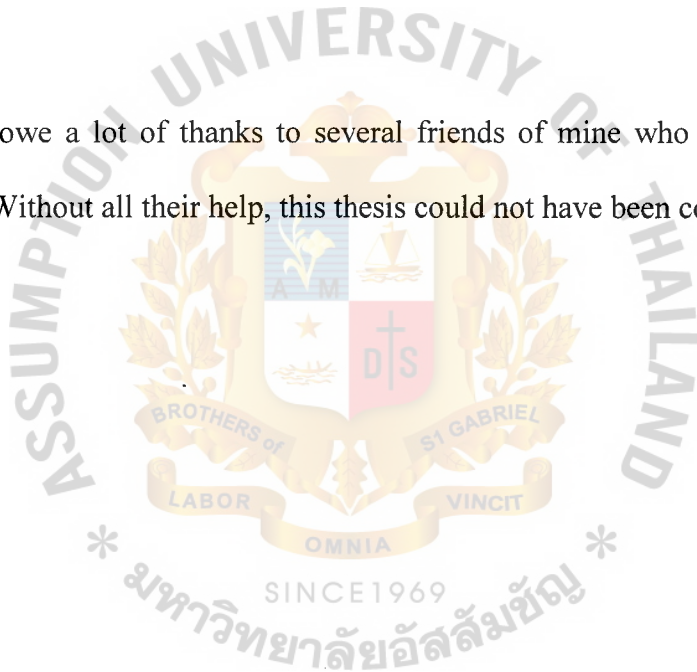 ASSUMPTION UNIVERSITY OF THAILAND
owe a lot of thanks to several friends of mine who
Without all their help, this thesis could not have been
A M
D S
BROTHERS of ST GABRIEL
LABOR VINCIT
OMNIA
* *
SINCE1969
มหาวิทยาลัยอัสสัมชัญ